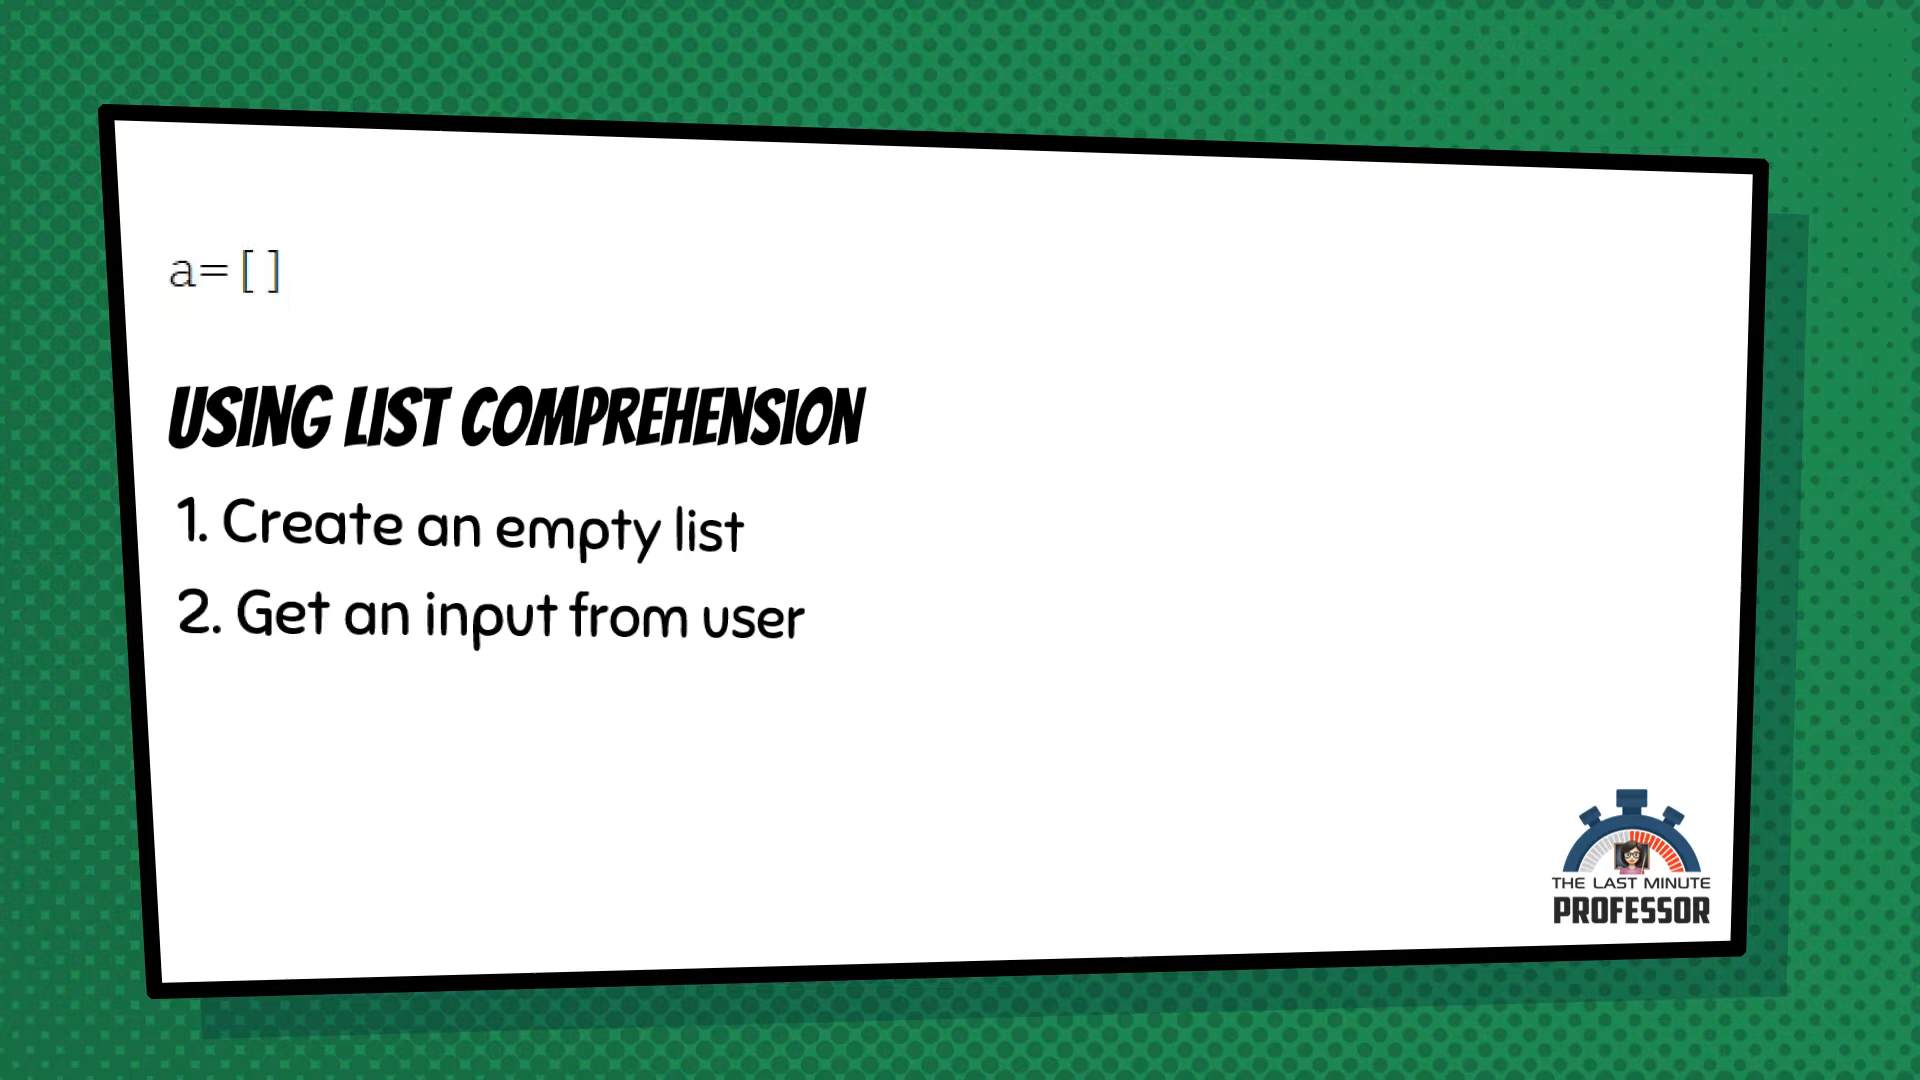 a=[]
USING LIST COMPREHENSION
1. Create an empty list
2. Get an input from user
THE LAST MINUTE
PROFESSOR